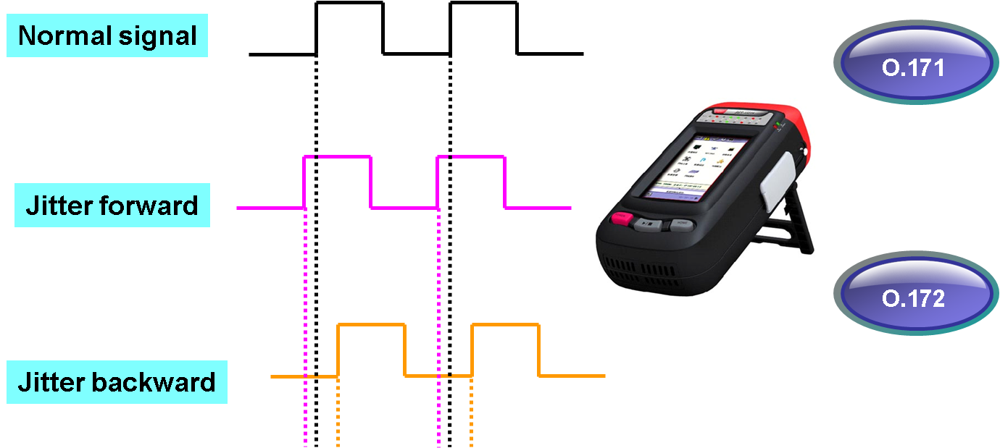 Normal signal
O.171
Jitter forward
O.172
Jitter backward